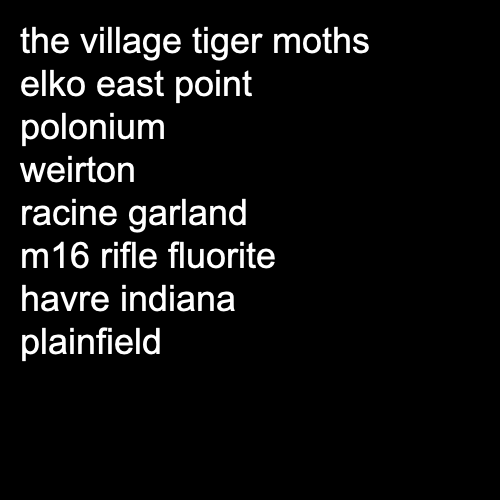 the village tiger moths
elko east point
polonium
weirton
racine garland
m16 rifle fluorite
havre indiana
plainfield